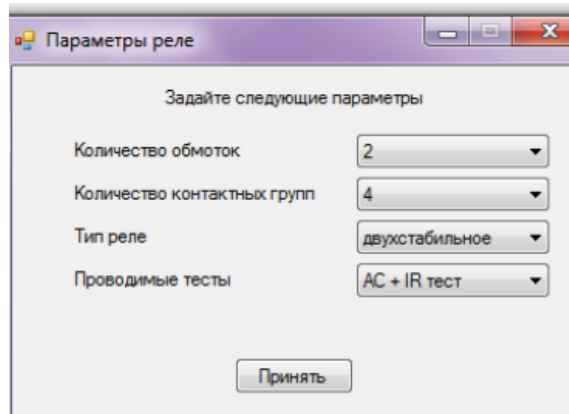 Параметры реле
Задайте следующие параметры
Количество обмоток 2
Количество контактных групп 4
Тип реле двухстабильное
Проводимые тесты AC + IR тест
Принять